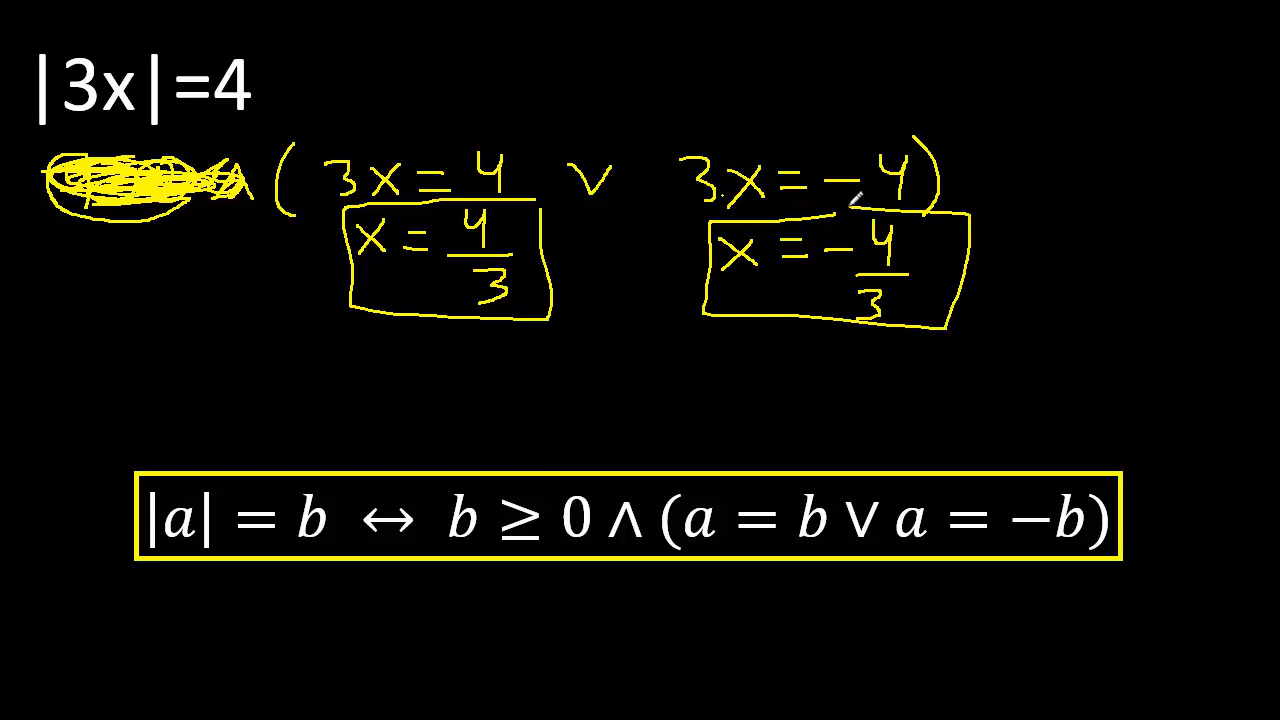 |3x|=4
∧ ( 3x = 4 ∨ 3x = -4 )
x = 4/3 x = -4/3
|a| = b ↔ b ≥ 0 ∧ (a = b ∨ a = −b)